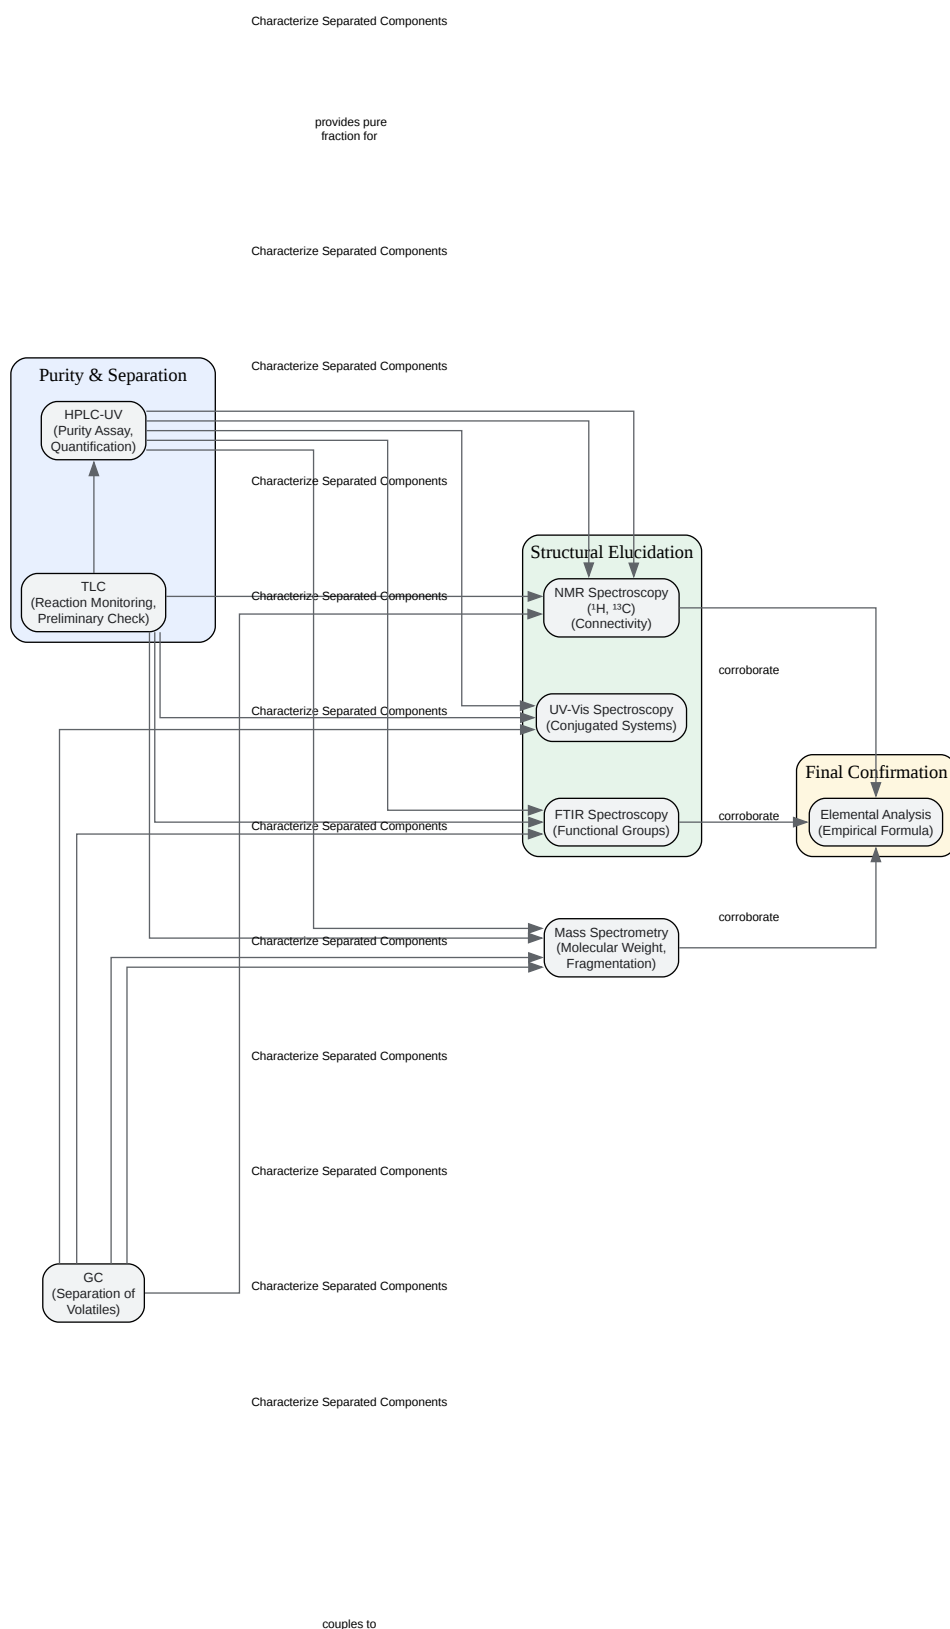 Characterize Separated Components
provides pure
fraction for
Characterize Separated Components
Characterize Separated Components
Purity & Separation
HPLC-UV
(Purity Assay,
Quantification)
Characterize Separated Components
Structural Elucidation
TLC
(Reaction Monitoring,
Preliminary Check)
Characterize Separated Components
NMR Spectroscopy
(¹H, ¹³C)
(Connectivity)
corroborate
Characterize Separated Components
UV-Vis Spectroscopy
(Conjugated Systems)
Final Confirmation
Characterize Separated Components
FTIR Spectroscopy
(Functional Groups)
corroborate
Elemental Analysis
(Empirical Formula)
corroborate
Characterize Separated Components
Mass Spectrometry
(Molecular Weight,
Fragmentation)
Characterize Separated Components
Characterize Separated Components
GC
(Separation of
Volatiles)
Characterize Separated Components
Characterize Separated Components
couples to